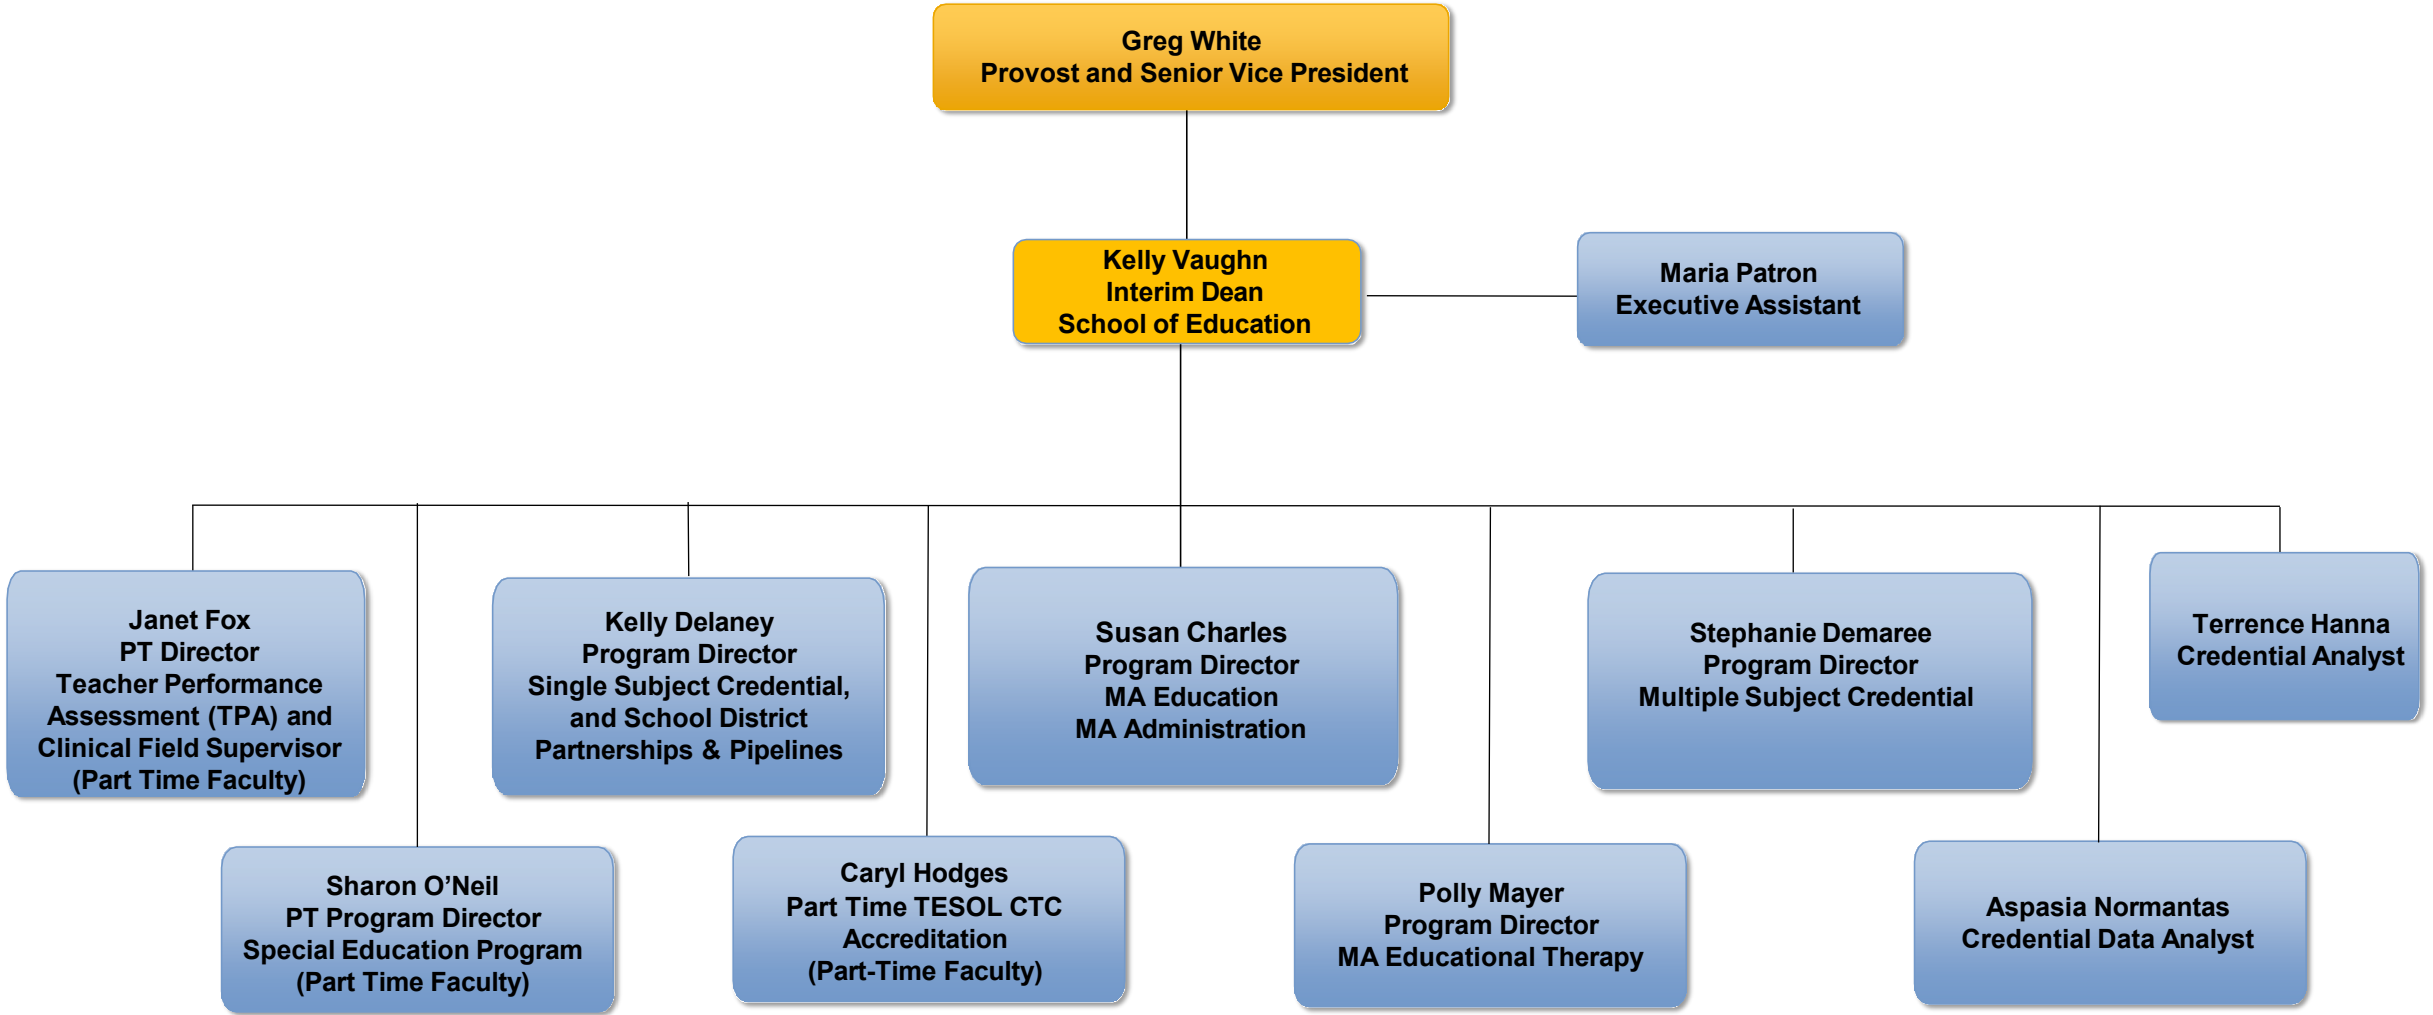 Greg White
Provost and Senior Vice President
Kelly Vaughn
Interim Dean
School of Education
Maria Patron
Executive Assistant
Janet Fox
PT Director
Teacher Performance
Assessment (TPA) and
Clinical Field Supervisor
(Part Time Faculty)
Kelly Delaney
Program Director
Single Subject Credential,
and School District
Partnerships & Pipelines
Susan Charles
Program Director
MA Education
MA Administration
Stephanie Demaree
Program Director
Multiple Subject Credential
Terrence Hanna
Credential Analyst
Sharon O’Neil
PT Program Director
Special Education Program
(Part Time Faculty)
Caryl Hodges
Part Time TESOL CTC
Accreditation
(Part-Time Faculty)
Polly Mayer
Program Director
MA Educational Therapy
Aspasia Normantas
Credential Data Analyst